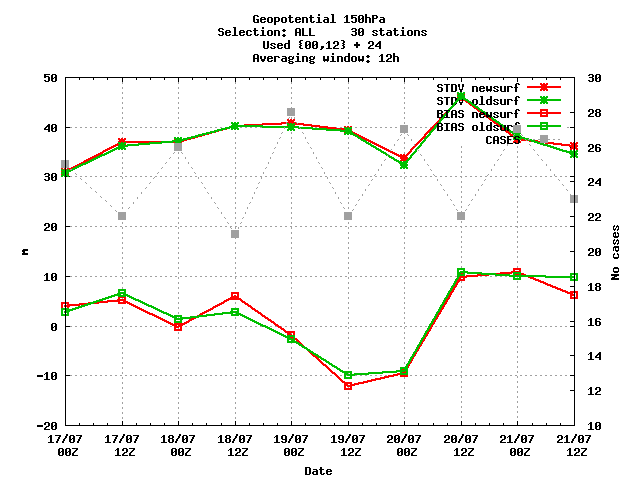 Geopotential 150hPa
Selection: ALL 30 stations
Used {00,12} + 24
Averaging window: 12h
STDV newsurf
STDV oldsurf
BIAS newsurf
BIAS oldsurf
CASES
50
40
30
20
10
0
-10
-20
m
30
28
26
24
22
20
18
16
14
12
10
No cases
17/07 17/07 18/07 18/07 19/07 19/07 20/07 20/07 21/07 21/07
00Z 12Z 00Z 12Z 00Z 12Z 00Z 12Z 00Z 12Z
Date